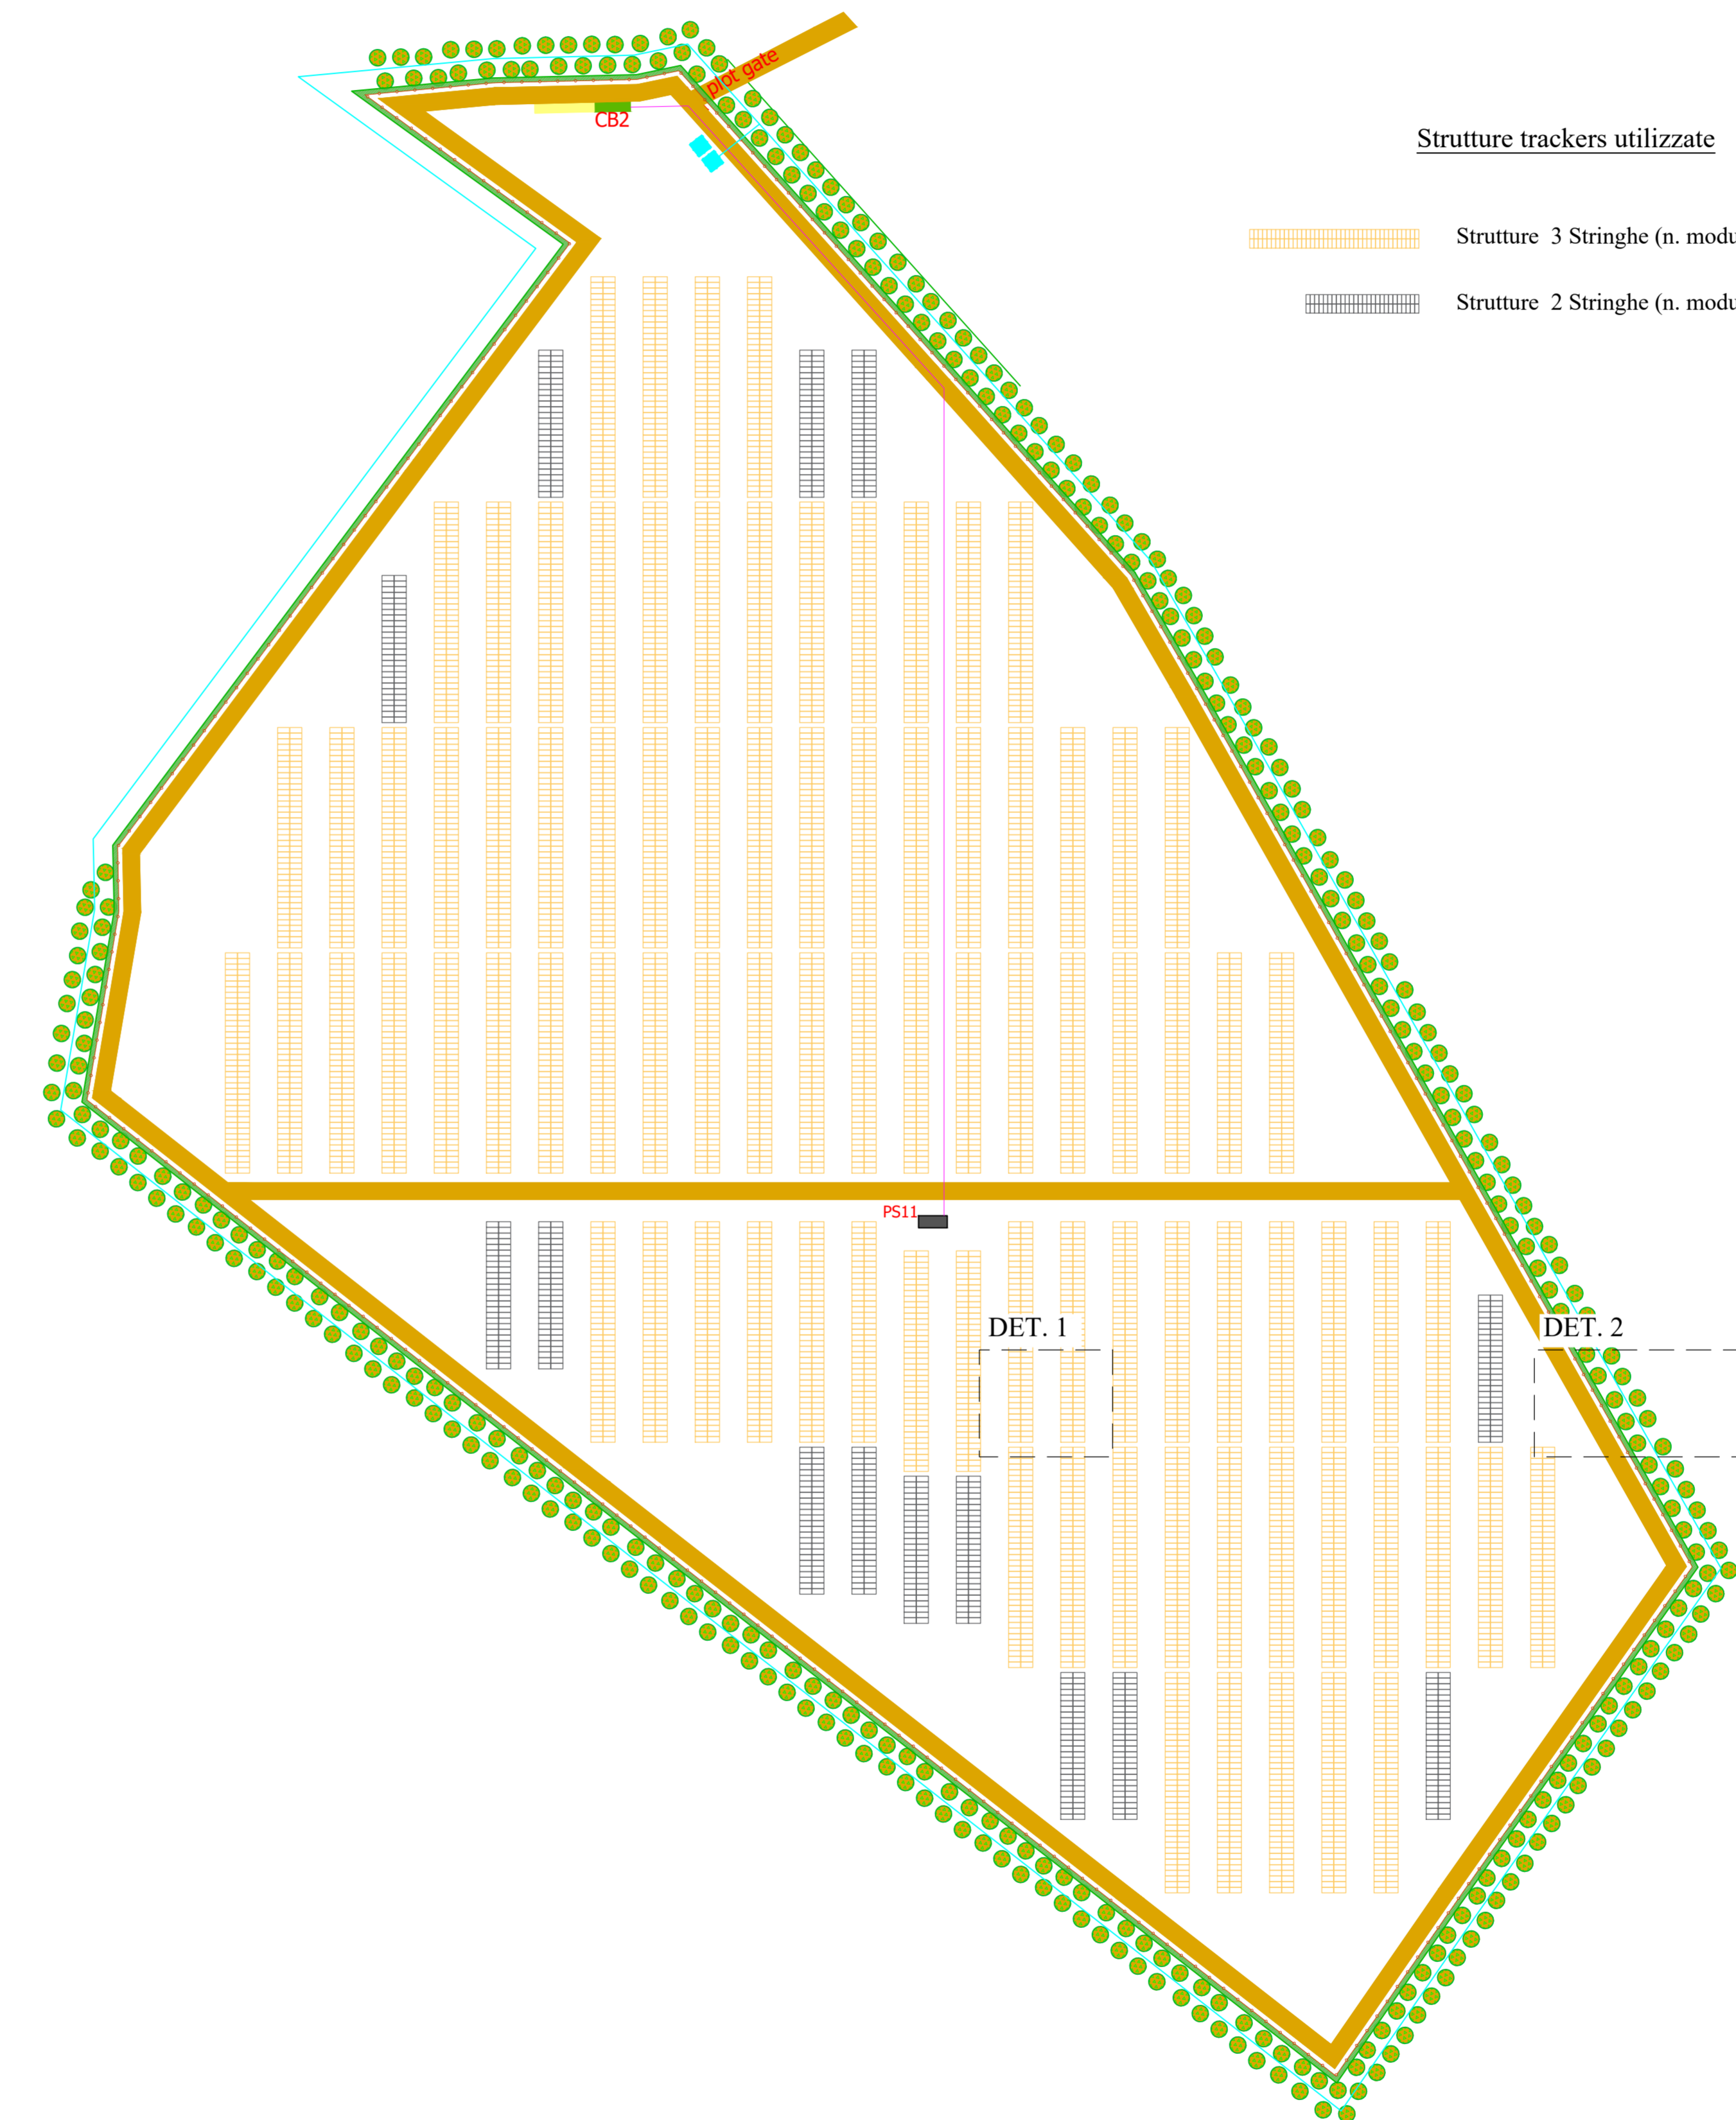 plot gate
CB2
Strutture trackers utilizzate
Strutture 3 Stringhe (n. modu
Strutture 2 Stringhe (n. modu
PS11
DET. 1
DET. 2